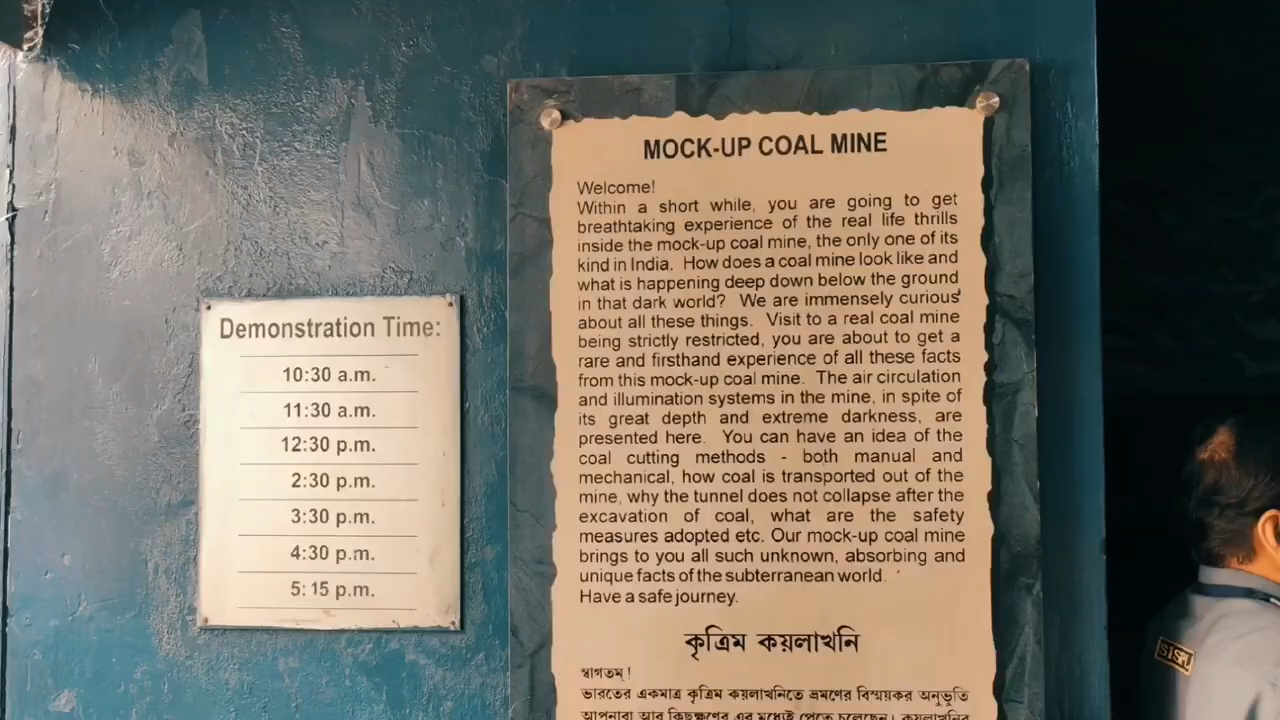 Demonstration Time:
10:30 a.m.
11:30 a.m.
12:30 p.m.
2:30 p.m.
3:30 p.m.
4:30 p.m.
5:15 p.m.
MOCK-UP COAL MINE
Welcome!
Within a short while, you are going to get
breathtaking experience of the real life thrills
inside the mock-up coal mine, the only one of its
kind in India. How does a coal mine look like and
what is happening deep down below the ground
in that dark world? We are immensely curious
about all these things. Visit to a real coal mine
being strictly restricted, you are about to get a
rare and firsthand experience of all these facts
from this mock-up coal mine. The air circulation
and illumination systems in the mine, in spite of
its great depth and extreme darkness, are
presented here. You can have an idea of the
coal cutting methods - both manual and
mechanical, how coal is transported out of the
mine, why the tunnel does not collapse after the
excavation of coal, what are the safety
measures adopted etc. Our mock-up coal mine
brings to you all such unknown, absorbing and
unique facts of the subterranean world.
Have a safe journey.
কৃত্রিম কয়লাখনি
স্বাগতম্ !
ভারতের একমাত্র কৃত্রিম কয়লাখনিতে ভ্রমণের বিস্ময়কর অনুভূতি
আপনারা আর কিছুক্ষণের এর মধ্যেই পেতে চলেছেন। কয়লাখনির